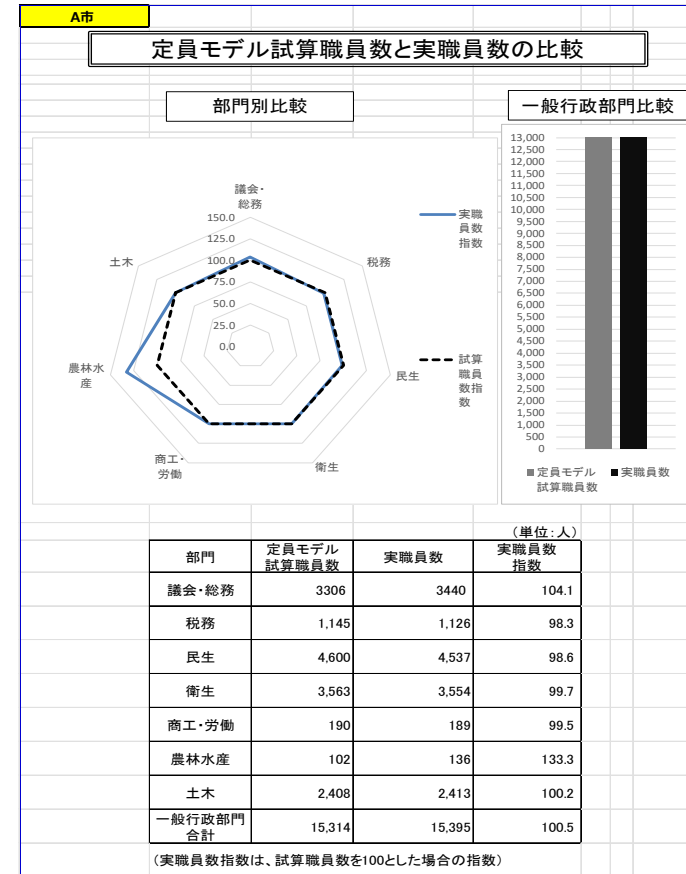 A市
定員モデル試算職員数と実職員数の比較
部門別比較
一般行政部門比較
議会・
総務
150.0
125.0
100.0
75.0
50.0
25.0
0.0
税務
民生
衛生
商工・
労働
農林水
産
土木
実職
員数
指数
試算
職員
数指
数
13,000
12,500
12,000
11,500
11,000
10,500
10,000
9,500
9,000
8,500
8,000
7,500
7,000
6,500
6,000
5,500
5,000
4,500
4,000
3,500
3,000
2,500
2,000
1,500
1,000
500
0
定員モデル
試算職員数
実職員数
（単位：人）
部門 定員モデル 実職員数 実職員数
試算職員数 指数
議会・総務 3306 3440 104.1
税務 1,145 1,126 98.3
民生 4,600 4,537 98.6
衛生 3,563 3,554 99.7
商工・労働 190 189 99.5
農林水産 102 136 133.3
土木 2,408 2,413 100.2
一般行政部門
合計 15,314 15,395 100.5
（実職員数指数は、試算職員数を100とした場合の指数）